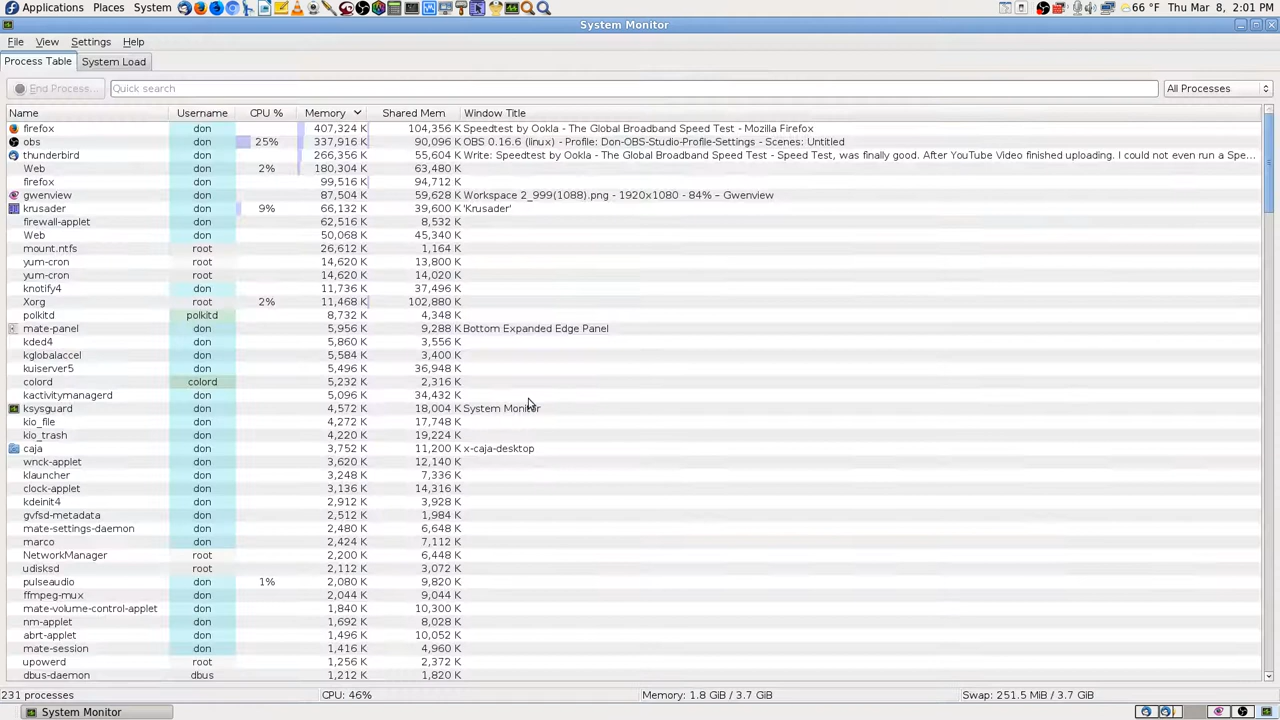 Applications Places System 66 °F Thu Mar 8, 2:01 PM
System Monitor
File View Settings Help
Process Table System Load
End Process... Quick search All Processes
Name Username CPU % Memory Shared Mem Window Title
firefox don 407,324 K 104,356 K Speedtest by Ookla - The Global Broadband Speed Test - Mozilla Firefox
obs don 25% 337,916 K 90,096 K OBS 0.16.6 (linux) - Profile: Don-OBS-Studio-Profile-Settings - Scenes: Untitled
thunderbird don 266,356 K 55,604 K Write: Speedtest by Ookla - The Global Broadband Speed Test - Speed Test, was finally good. After YouTube Video finished uploading. I could not even run a Spe...
Web don 2% 180,304 K 63,480 K
firefox don 99,516 K 94,712 K
gwenview don 87,504 K 59,628 K Workspace 2_999(1088).png - 1920x1080 - 84% – Gwenview
krusader don 9% 66,132 K 39,600 K 'Krusader'
firewall-applet don 62,516 K 8,532 K
Web don 50,068 K 45,340 K
mount.ntfs root 26,612 K 1,164 K
yum-cron root 14,620 K 13,800 K
yum-cron root 14,620 K 14,020 K
knotify4 don 11,736 K 37,496 K
Xorg root 2% 11,468 K 102,880 K
polkitd polkitd 8,732 K 4,348 K
mate-panel don 5,956 K 9,288 K Bottom Expanded Edge Panel
kded4 don 5,860 K 3,556 K
kglobalaccel don 5,584 K 3,400 K
kuiserver5 don 5,496 K 36,948 K
colord colord 5,232 K 2,316 K
kactivitymanagerd don 5,096 K 34,432 K
ksysguard don 4,572 K 18,004 K System Monitor
kio_file don 4,272 K 17,748 K
kio_trash don 4,220 K 19,224 K
caja don 3,752 K 11,200 K x-caja-desktop
wnck-applet don 3,620 K 12,140 K
klauncher don 3,248 K 7,336 K
clock-applet don 3,136 K 14,316 K
kdeinit4 don 2,912 K 3,928 K
gvfsd-metadata don 2,512 K 1,984 K
mate-settings-daemon don 2,480 K 6,648 K
marco don 2,424 K 7,112 K
NetworkManager root 2,200 K 6,448 K
udisksd root 2,112 K 3,072 K
pulseaudio don 1% 2,080 K 9,820 K
ffmpeg-mux don 2,044 K 9,044 K
mate-volume-control-applet don 1,840 K 10,300 K
nm-applet don 1,692 K 8,028 K
abrt-applet don 1,496 K 10,052 K
mate-session don 1,416 K 4,960 K
upowerd root 1,256 K 2,372 K
dbus-daemon dbus 1,212 K 1,820 K
231 processes CPU: 46% Memory: 1.8 GiB / 3.7 GiB Swap: 251.5 MiB / 3.7 GiB
System Monitor